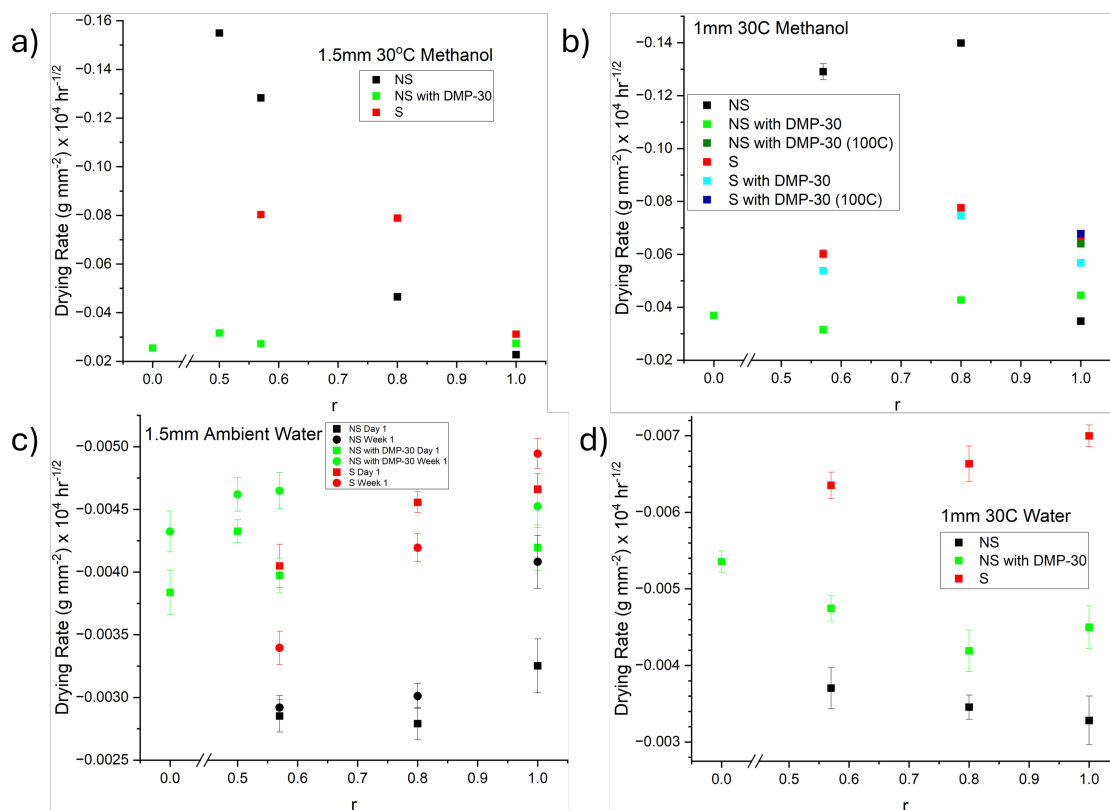 a)
1.5mm 30°C Methanol
NS
NS with DMP-30
S
−0.16
−0.14
−0.12
−0.10
−0.08
−0.06
−0.04
−0.02
Drying Rate (g mm⁻²) x 10⁴ hr⁻¹/²
0.0 0.5 0.6 0.7 0.8 0.9 1.0
r
b)
1mm 30C Methanol
NS
NS with DMP-30
NS with DMP-30 (100C)
S
S with DMP-30
S with DMP-30 (100C)
−0.14
−0.12
−0.10
−0.08
−0.06
−0.04
−0.02
Drying Rate (g mm⁻²) x 10⁴ hr⁻¹/²
0.0 0.5 0.6 0.7 0.8 0.9 1.0
r
c)
1.5mm Ambient Water
NS Day 1
NS Week 1
NS with DMP-30 Day 1
NS with DMP-30 Week 1
S Day 1
S Week 1
−0.0050
−0.0045
−0.0040
−0.0035
−0.0030
−0.0025
Drying Rate (g mm⁻²) x 10⁴ hr⁻¹/²
0.0 0.5 0.6 0.7 0.8 0.9 1.0
r
d)
1mm 30C Water
NS
NS with DMP-30
S
−0.007
−0.006
−0.005
−0.004
−0.003
Drying Rate (g mm⁻²) x 10⁴ hr⁻¹/²
0.0 0.5 0.6 0.7 0.8 0.9 1.0
r